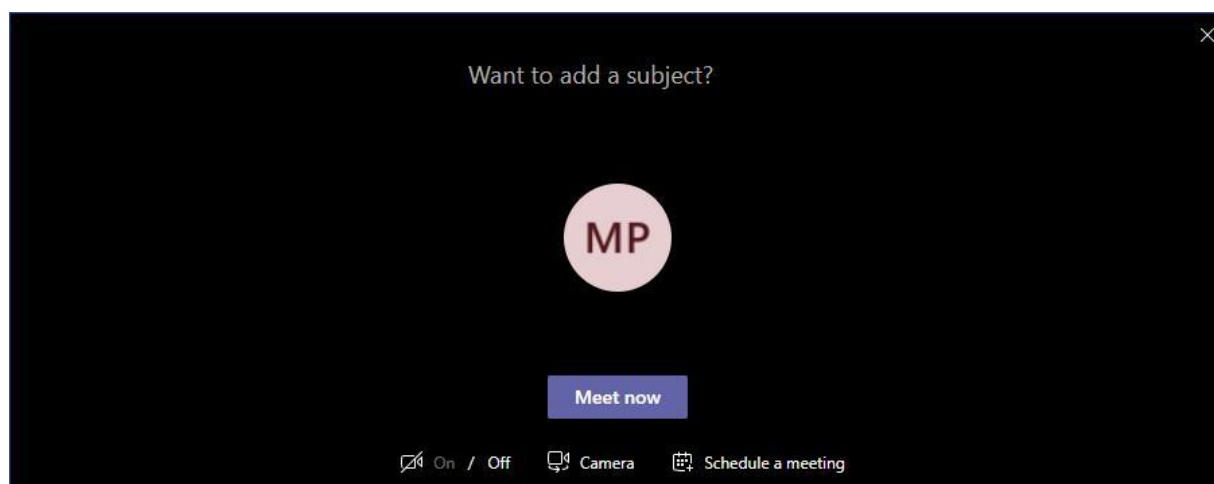 Want to add a subject?
MP
Meet now
On / Off Camera Schedule a meeting